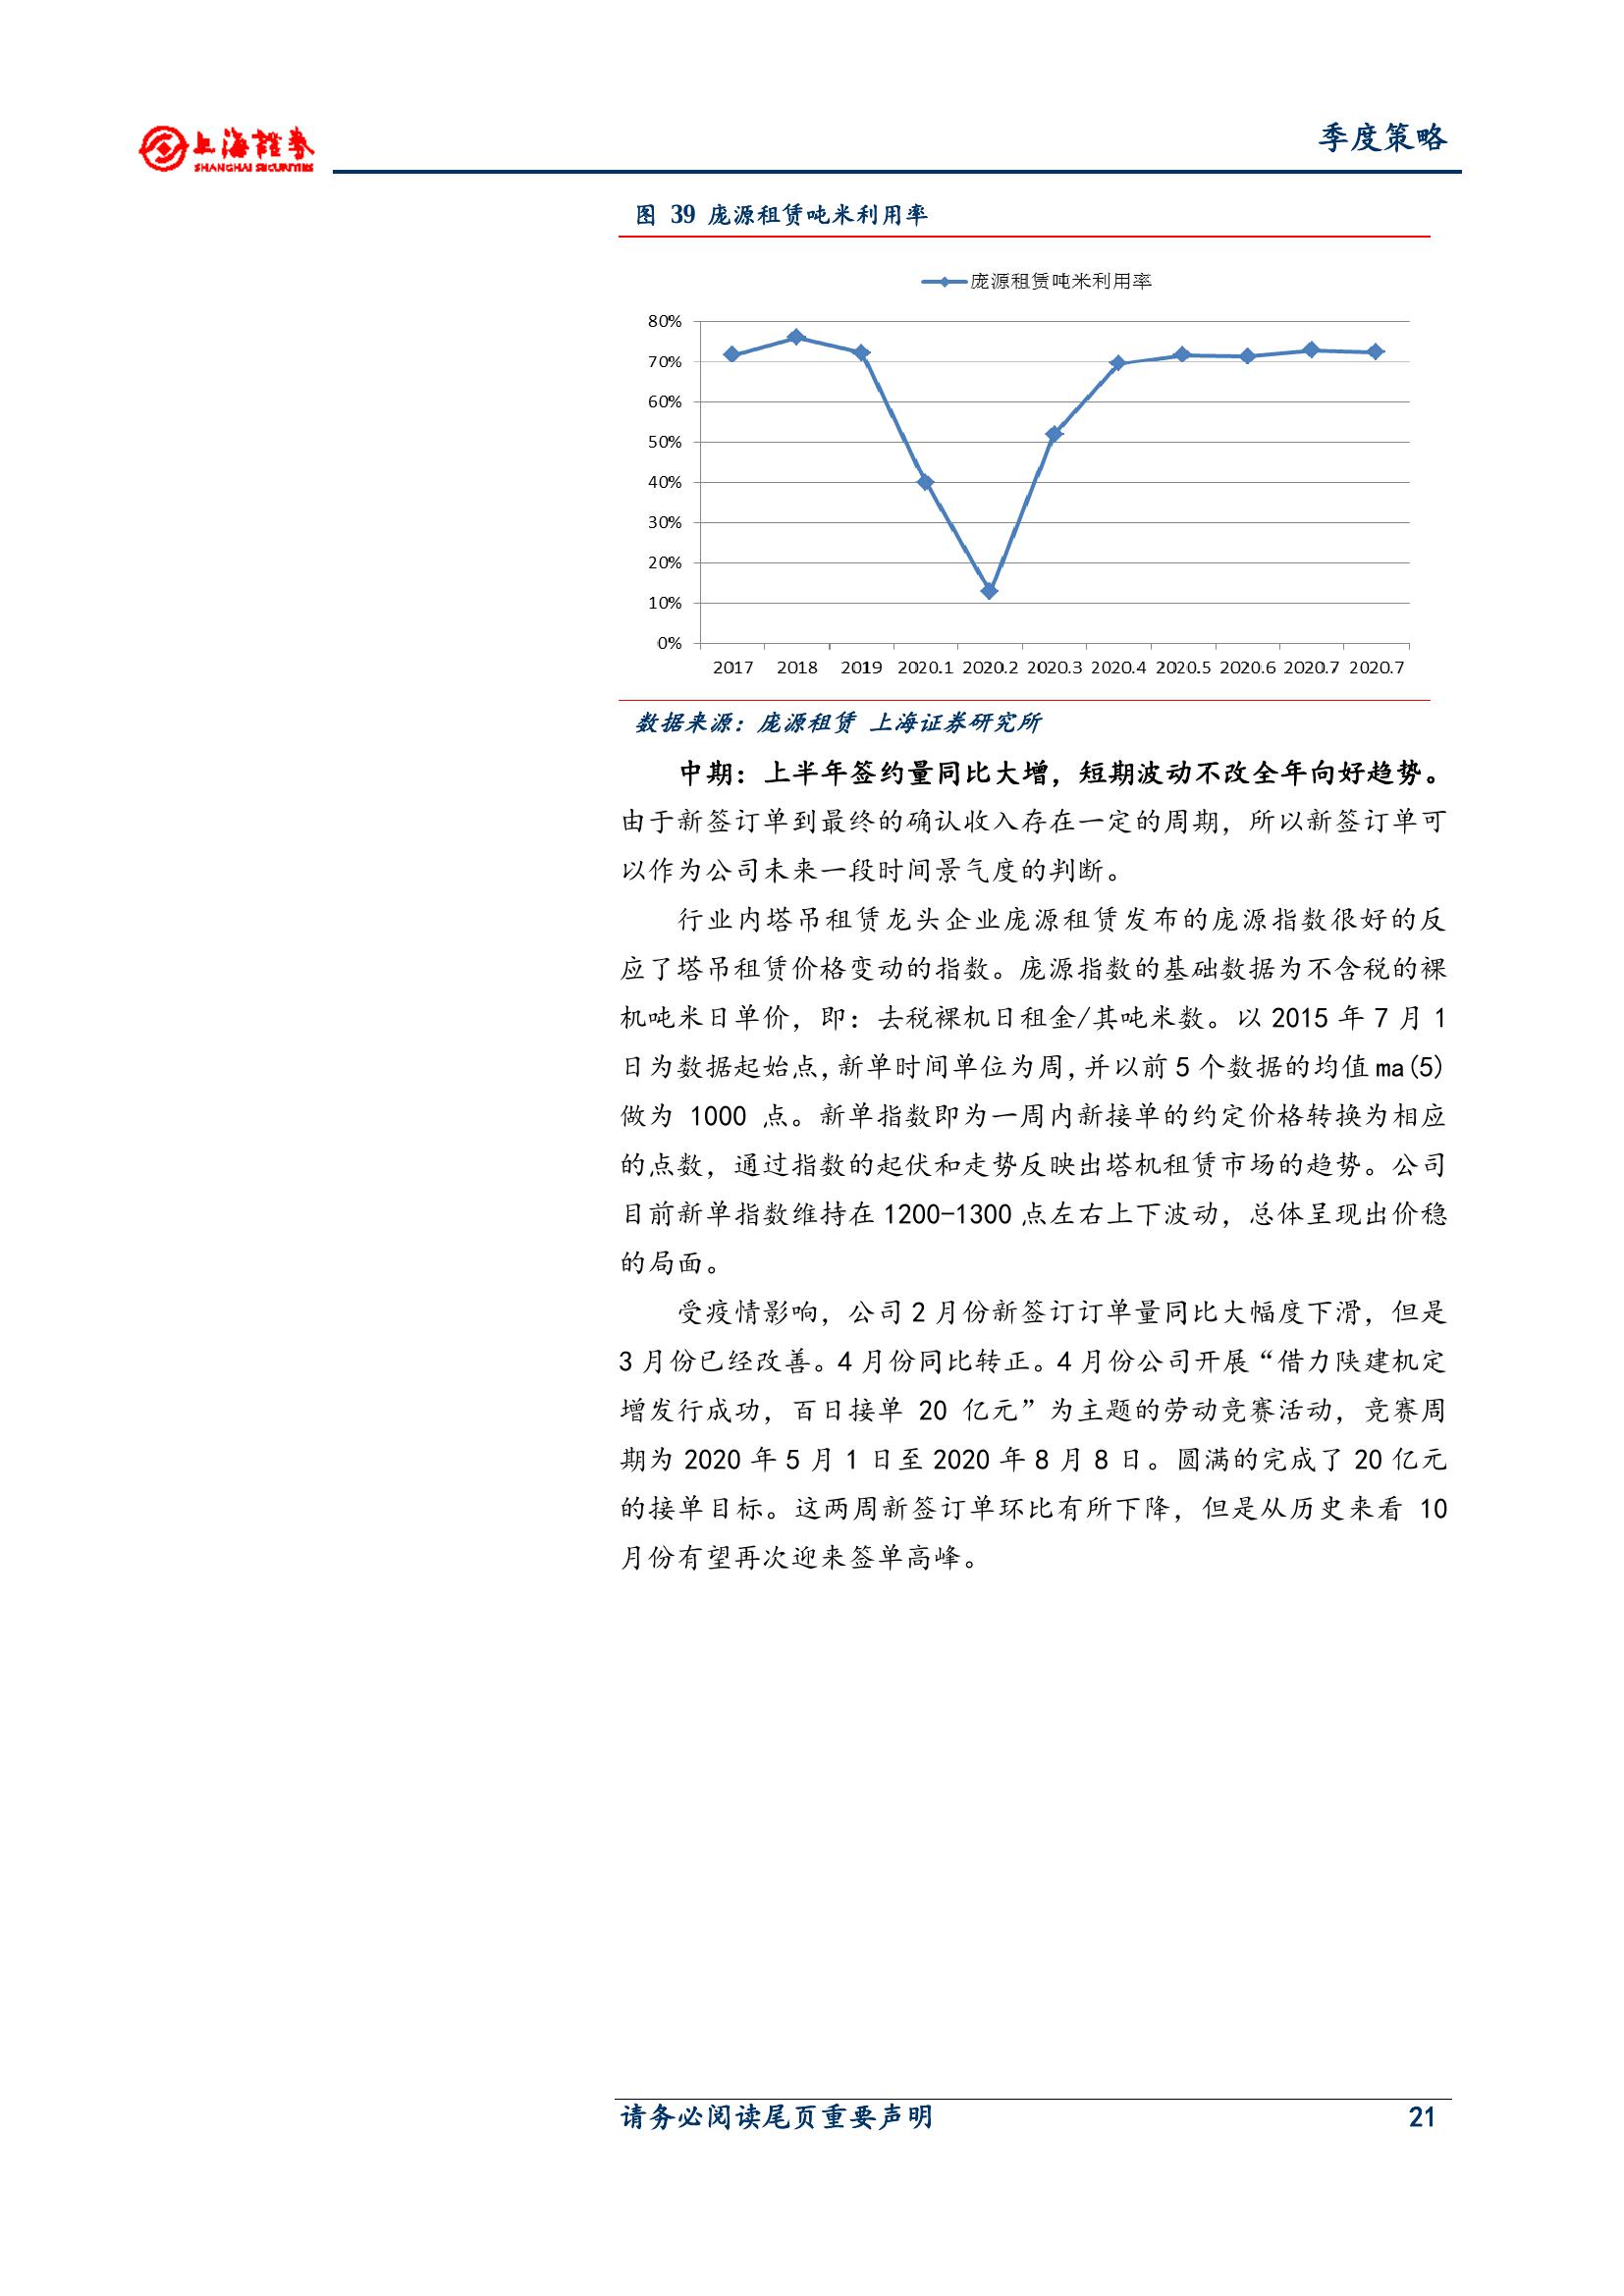 上海證券
SHANGHAI SECURITIES
季度策略
图 39 庞源租赁吨米利用率
庞源租赁吨米利用率
80%
70%
60%
50%
40%
30%
20%
10%
0%
2017 2018 2019 2020.1 2020.2 2020.3 2020.4 2020.5 2020.6 2020.7 2020.7
数据来源：庞源租赁 上海证券研究所
中期：上半年签约量同比大增，短期波动不改全年向好趋势。
由于新签订单到最终的确认收入存在一定的周期，所以新签订单可
以作为公司未来一段时间景气度的判断。
行业内塔吊租赁龙头企业庞源租赁发布的庞源指数很好的反
应了塔吊租赁价格变动的指数。庞源指数的基础数据为不含税的裸
机吨米日单价，即：去税裸机日租金/其吨米数。以 2015 年 7 月 1
日为数据起始点,新单时间单位为周,并以前 5 个数据的均值 ma(5)
做为 1000 点。新单指数即为一周内新接单的约定价格转换为相应
的点数，通过指数的起伏和走势反映出塔机租赁市场的趋势。公司
目前新单指数维持在 1200-1300 点左右上下波动，总体呈现出价稳
的局面。
受疫情影响，公司 2 月份新签订订单量同比大幅度下滑，但是
3 月份已经改善。4 月份同比转正。4 月份公司开展“借力陕建机定
增发行成功，百日接单 20 亿元”为主题的劳动竞赛活动，竞赛周
期为 2020 年 5 月 1 日至 2020 年 8 月 8 日。圆满的完成了 20 亿元
的接单目标。这两周新签订单环比有所下降，但是从历史来看 10
月份有望再次迎来签单高峰。
请务必阅读尾页重要声明 21